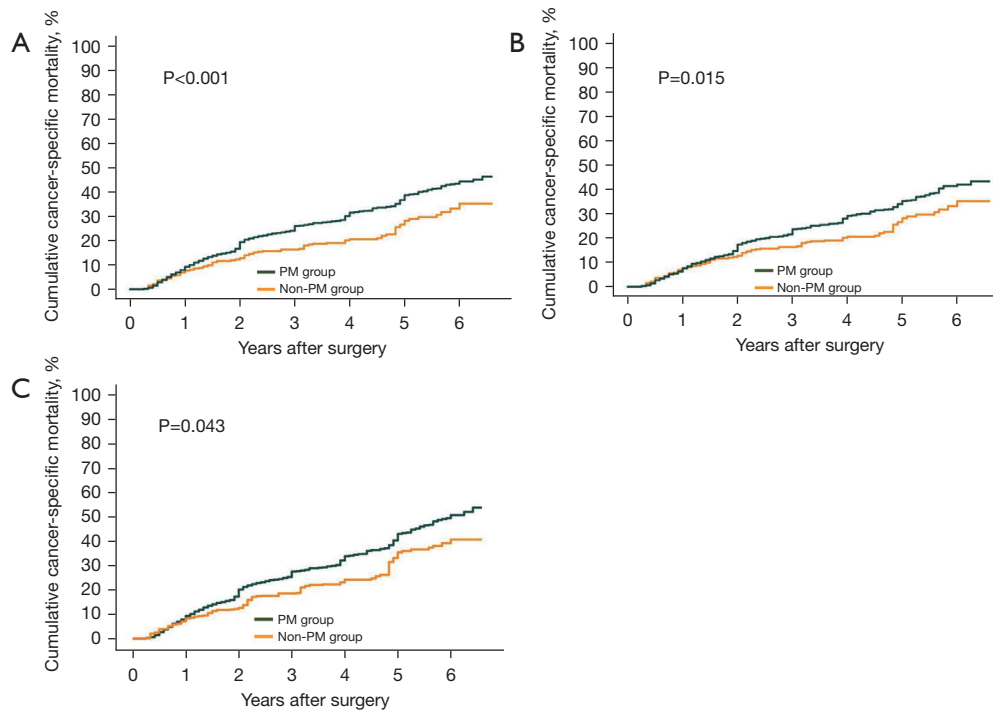 A
Cumulative cancer-specific mortality, %
100
90
80
70
60
50
40
30
20
10
0
P<0.001
PM group
Non-PM group
0 1 2 3 4 5 6
Years after surgery
B
Cumulative cancer-specific mortality, %
100
90
80
70
60
50
40
30
20
10
0
P=0.015
PM group
Non-PM group
0 1 2 3 4 5 6
Years after surgery
C
Cumulative cancer-specific mortality, %
100
90
80
70
60
50
40
30
20
10
0
P=0.043
PM group
Non-PM group
0 1 2 3 4 5 6
Years after surgery